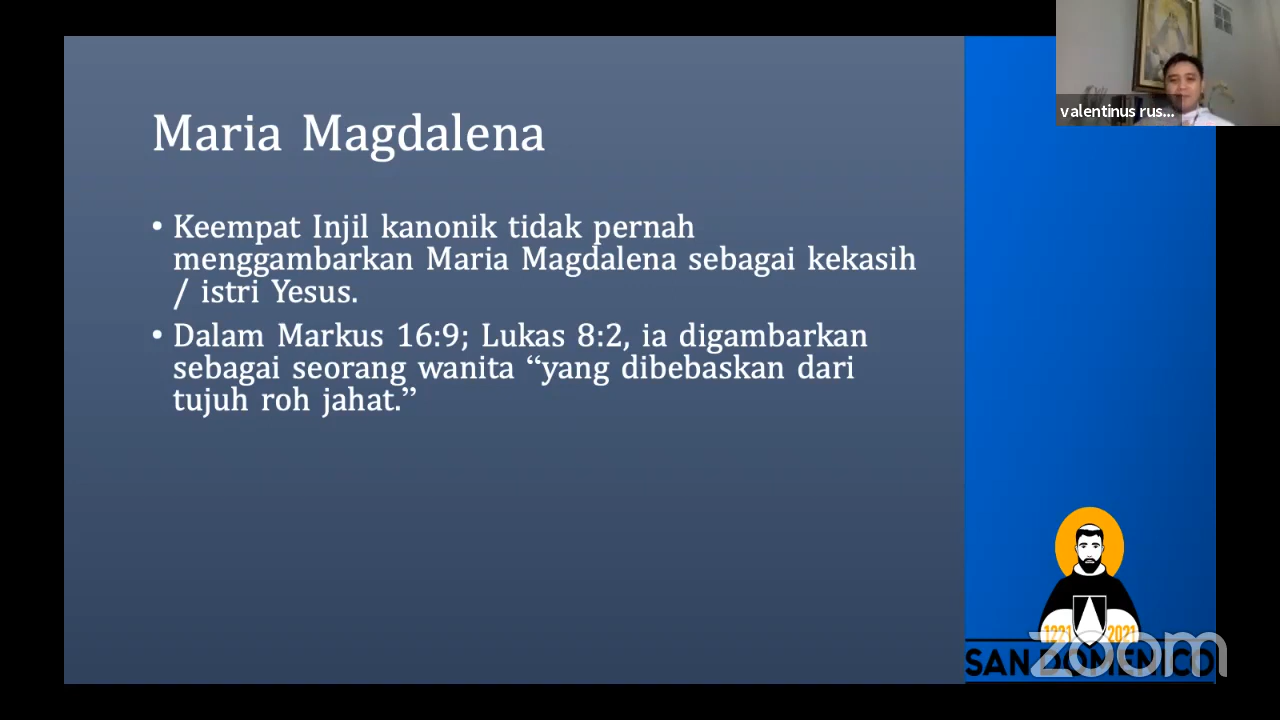 Maria Magdalena
• Keempat Injil kanonik tidak pernah
menggambarkan Maria Magdalena sebagai kekasih
/ istri Yesus.
• Dalam Markus 16:9; Lukas 8:2, ia digambarkan
sebagai seorang wanita “yang dibebaskan dari
tujuh roh jahat.”
valentinus rus...
1221 2021
SAN DOMENICO
zoom